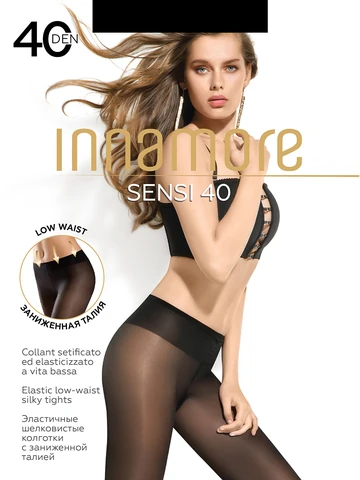 40 DEN
innamore
SENSI 40
LOW WAIST
ЗАНИЖЕННАЯ ТАЛИЯ
Collant setificato
ed elasticizzato
a vita bassa
Elastic low-waist
silky tights
Эластичные
шелковистые
колготки
с заниженной
талией